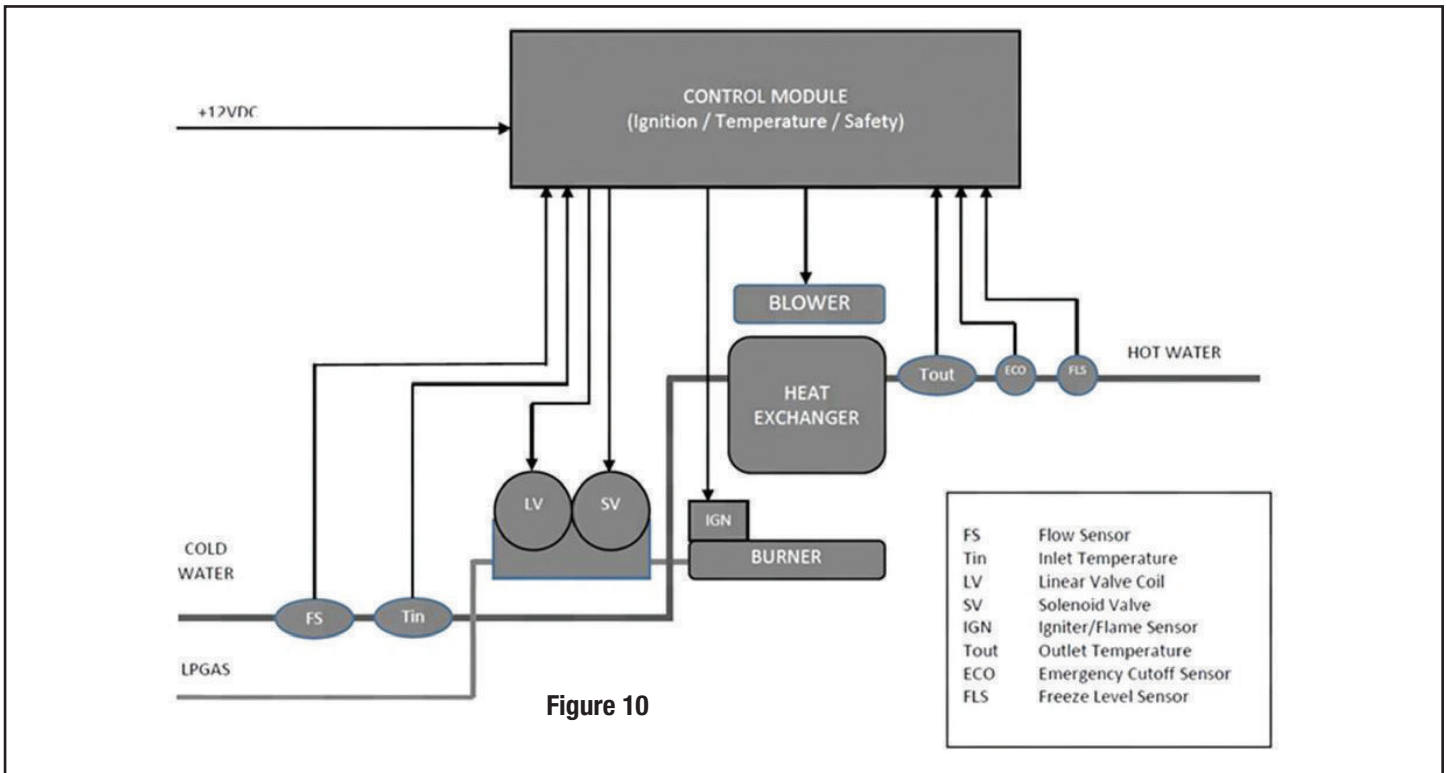 CONTROL MODULE
(Ignition / Temperature / Safety)
+12VDC
BLOWER
HOT WATER
Tout
ECO
FLS
HEAT
EXCHANGER
LV
SV
IGN
BURNER
COLD
WATER
FS
Tin
LPGAS
FS Flow Sensor
Tin Inlet Temperature
LV Linear Valve Coil
SV Solenoid Valve
IGN Igniter/Flame Sensor
Tout Outlet Temperature
ECO Emergency Cutoff Sensor
FLS Freeze Level Sensor
Figure 10